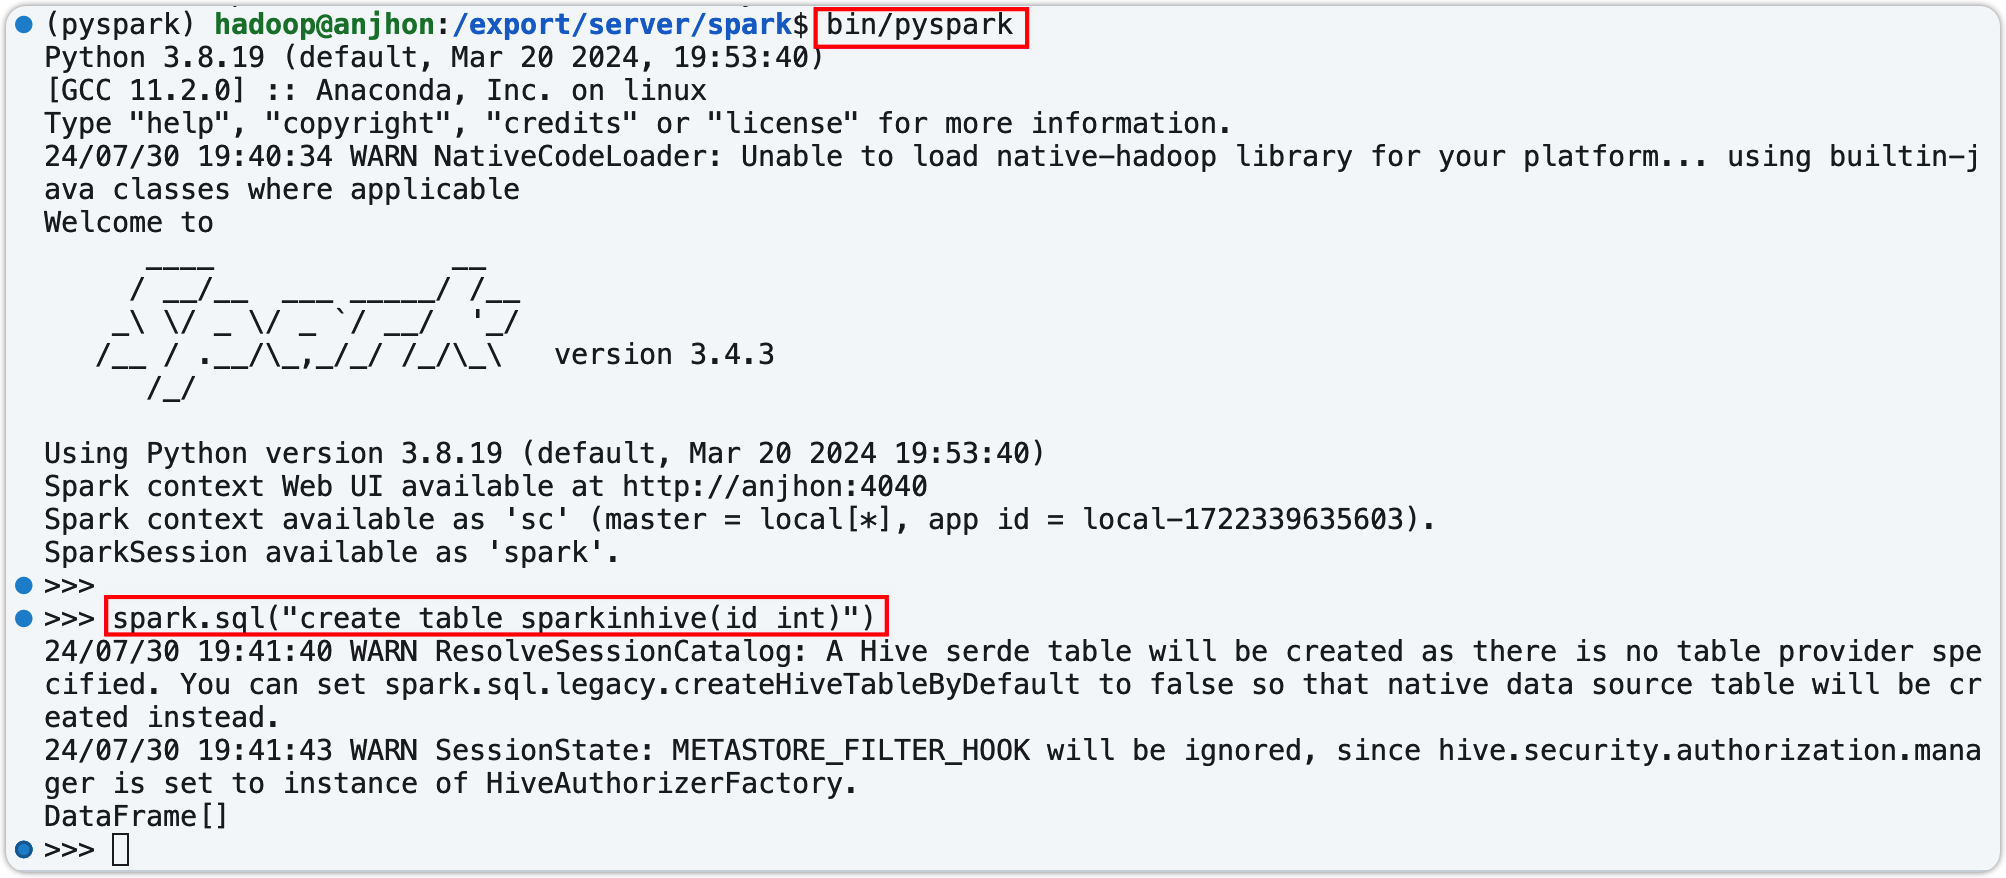 (pyspark) hadoop@anjhon:/export/server/spark$ bin/pyspark
Python 3.8.19 (default, Mar 20 2024, 19:53:40)
[GCC 11.2.0] :: Anaconda, Inc. on linux
Type "help", "copyright", "credits" or "license" for more information.
24/07/30 19:40:34 WARN NativeCodeLoader: Unable to load native-hadoop library for your platform... using builtin-j
ava classes where applicable
Welcome to
      ____              __
     / __/__  ___ _____/ /__
    _\ \/ _ \/ _ `/ __/  '_/
   /__ / .__/\_,_/_/ /_/\_\   version 3.4.3
      /_/
Using Python version 3.8.19 (default, Mar 20 2024 19:53:40)
Spark context Web UI available at http://anjhon:4040
Spark context available as 'sc' (master = local[*], app id = local-1722339635603).
SparkSession available as 'spark'.
>>>
>>> spark.sql("create table sparkinhive(id int)")
24/07/30 19:41:40 WARN ResolveSessionCatalog: A Hive serde table will be created as there is no table provider spe
cified. You can set spark.sql.legacy.createHiveTableByDefault to false so that native data source table will be cr
eated instead.
24/07/30 19:41:43 WARN SessionState: METASTORE_FILTER_HOOK will be ignored, since hive.security.authorization.mana
ger is set to instance of HiveAuthorizerFactory.
DataFrame[]
>>>